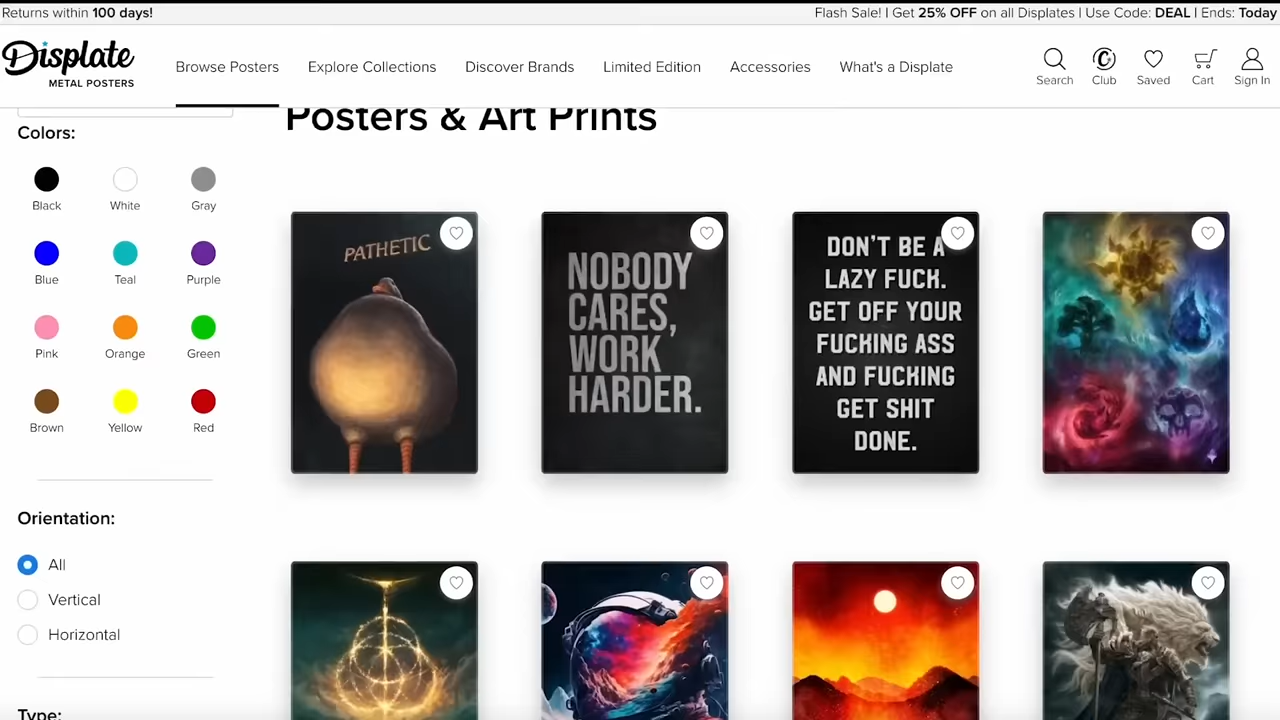 Returns within 100 days!
Flash Sale! | Get 25% OFF on all Displates | Use Code: DEAL | Ends: Today
Displate
METAL POSTERS
Browse Posters
Explore Collections
Discover Brands
Limited Edition
Accessories
What's a Displate
Search
Club
Saved
Cart
Sign In
Posters & Art Prints
Colors:
Black
White
Gray
Blue
Teal
Purple
Pink
Orange
Green
Brown
Yellow
Red
Orientation:
All
Vertical
Horizontal
Type:
PATHETIC
NOBODY
CARES,
WORK
HARDER.
DON'T BE A
LAZY FUCK.
GET OFF YOUR
FUCKING ASS
AND FUCKING
GET SHIT
DONE.